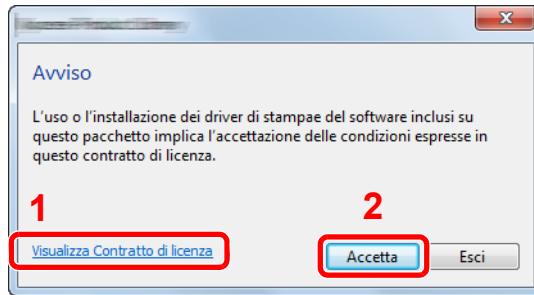 Avviso
L'uso o l'installazione dei driver di stampae del software inclusi su
questo pacchetto implica l'accettazione delle condizioni espresse in
questo contratto di licenza.
1
2
Visualizza Contratto di licenza
Accetta
Esci